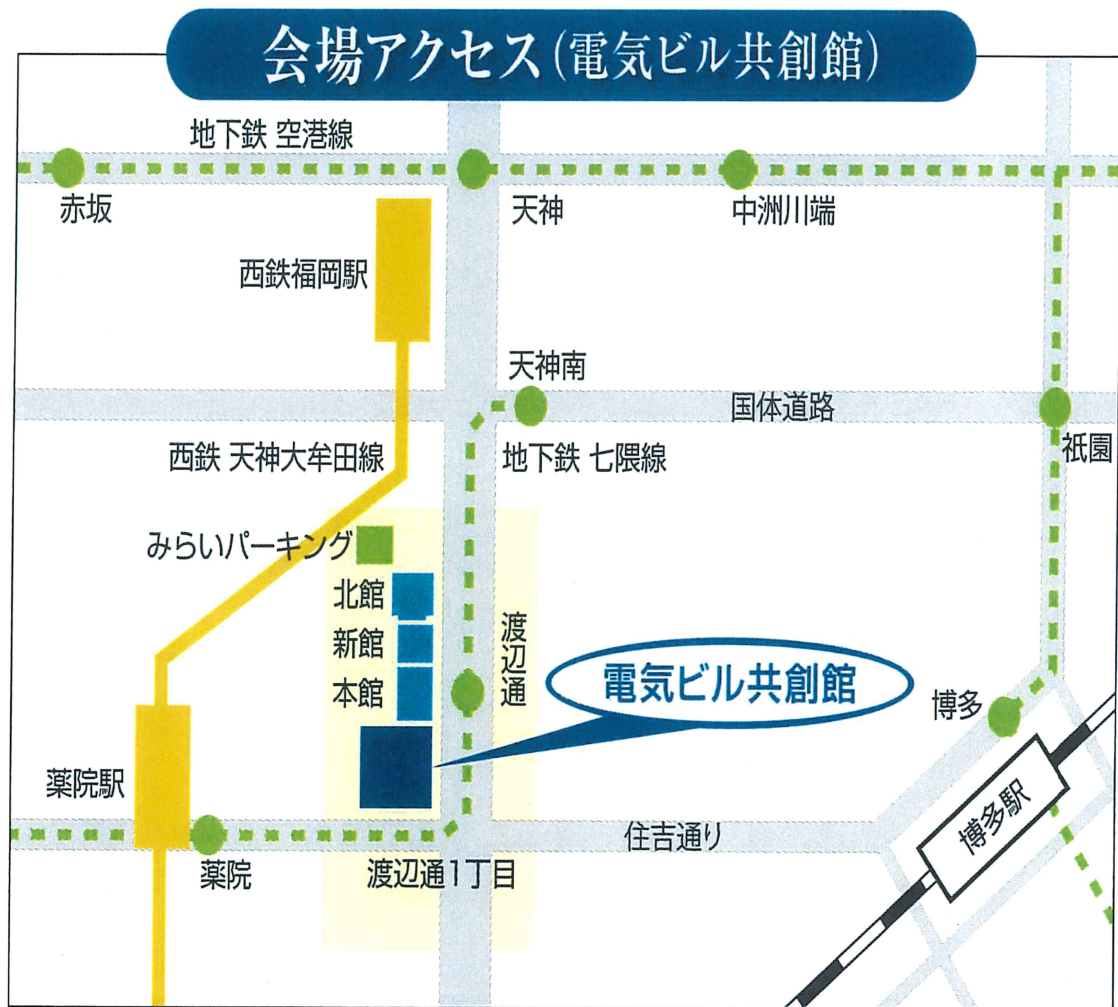 会場アクセス(電気ビル共創館)
地下鉄 空港線
赤坂
天神
中洲川端
西鉄福岡駅
天神南
国体道路
西鉄 天神大牟田線
地下鉄 七隈線
祇園
みらいパーキング
北館
新館
渡辺通
本館
電気ビル共創館
博多
薬院駅
博多駅
住吉通り
薬院
渡辺通1丁目